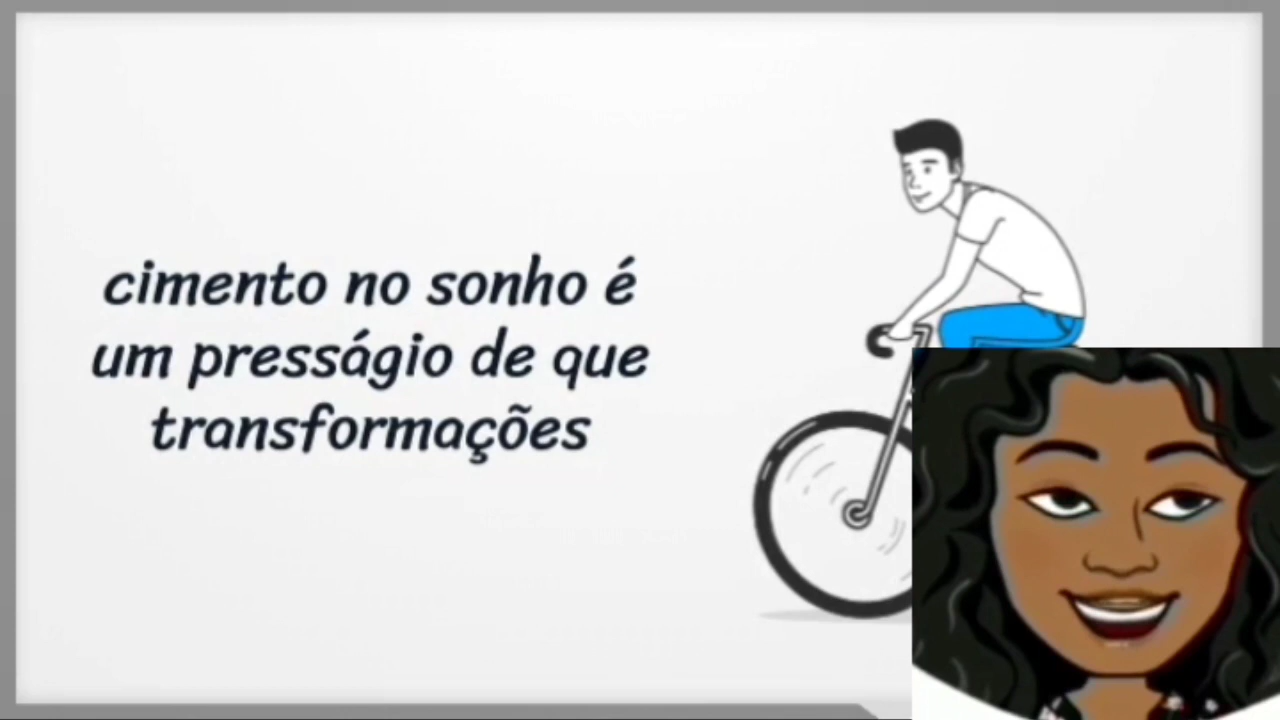 cimento no sonho é
um presságio de que
transformações